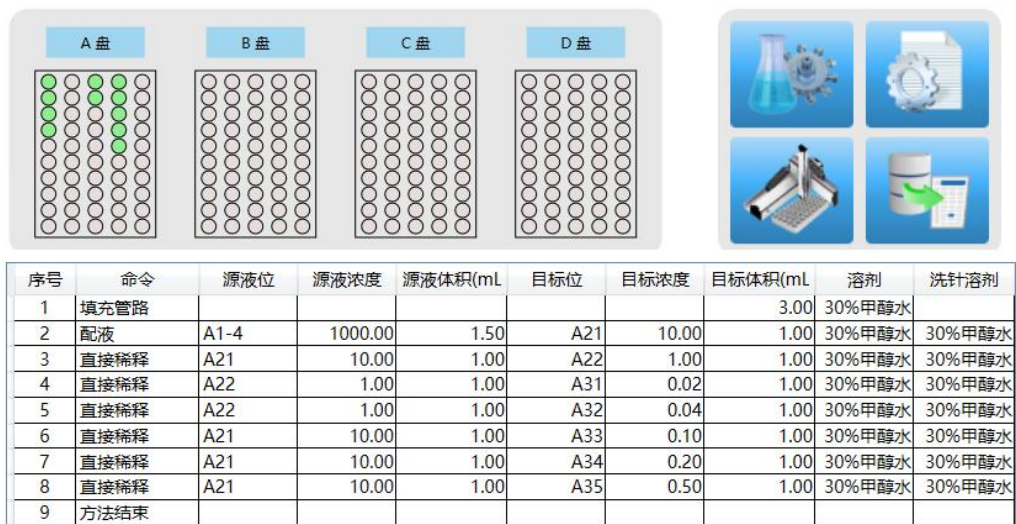 A 盘 B 盘 C 盘 D 盘
序号 命令 源液位 源液浓度 源液体积(mL 目标位 目标浓度 目标体积(mL 溶剂 洗针溶剂
1 填充管路 3.00 30%甲醇水
2 配液 A1-4 1000.00 1.50 A21 10.00 1.00 30%甲醇水 30%甲醇水
3 直接稀释 A21 10.00 1.00 A22 1.00 1.00 30%甲醇水 30%甲醇水
4 直接稀释 A22 1.00 1.00 A31 0.02 1.00 30%甲醇水 30%甲醇水
5 直接稀释 A22 1.00 1.00 A32 0.04 1.00 30%甲醇水 30%甲醇水
6 直接稀释 A21 10.00 1.00 A33 0.10 1.00 30%甲醇水 30%甲醇水
7 直接稀释 A21 10.00 1.00 A34 0.20 1.00 30%甲醇水 30%甲醇水
8 直接稀释 A21 10.00 1.00 A35 0.50 1.00 30%甲醇水 30%甲醇水
9 方法结束